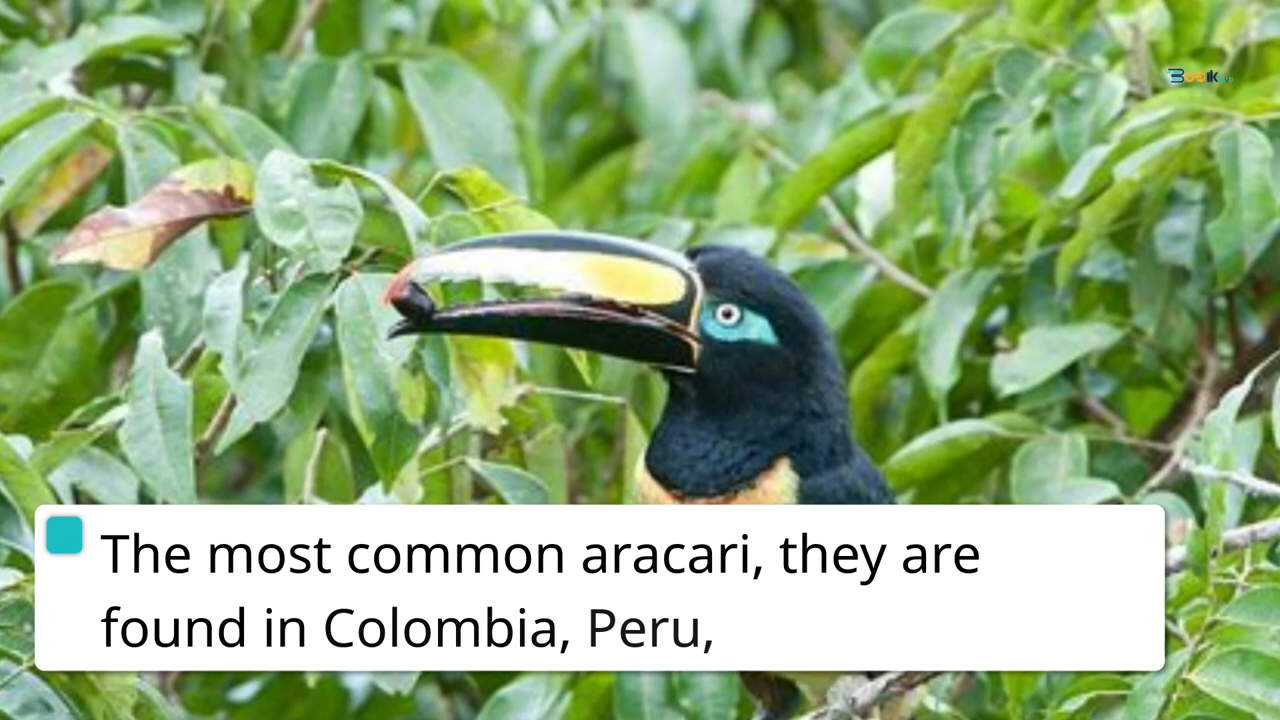 The most common aracari, they are
found in Colombia, Peru,